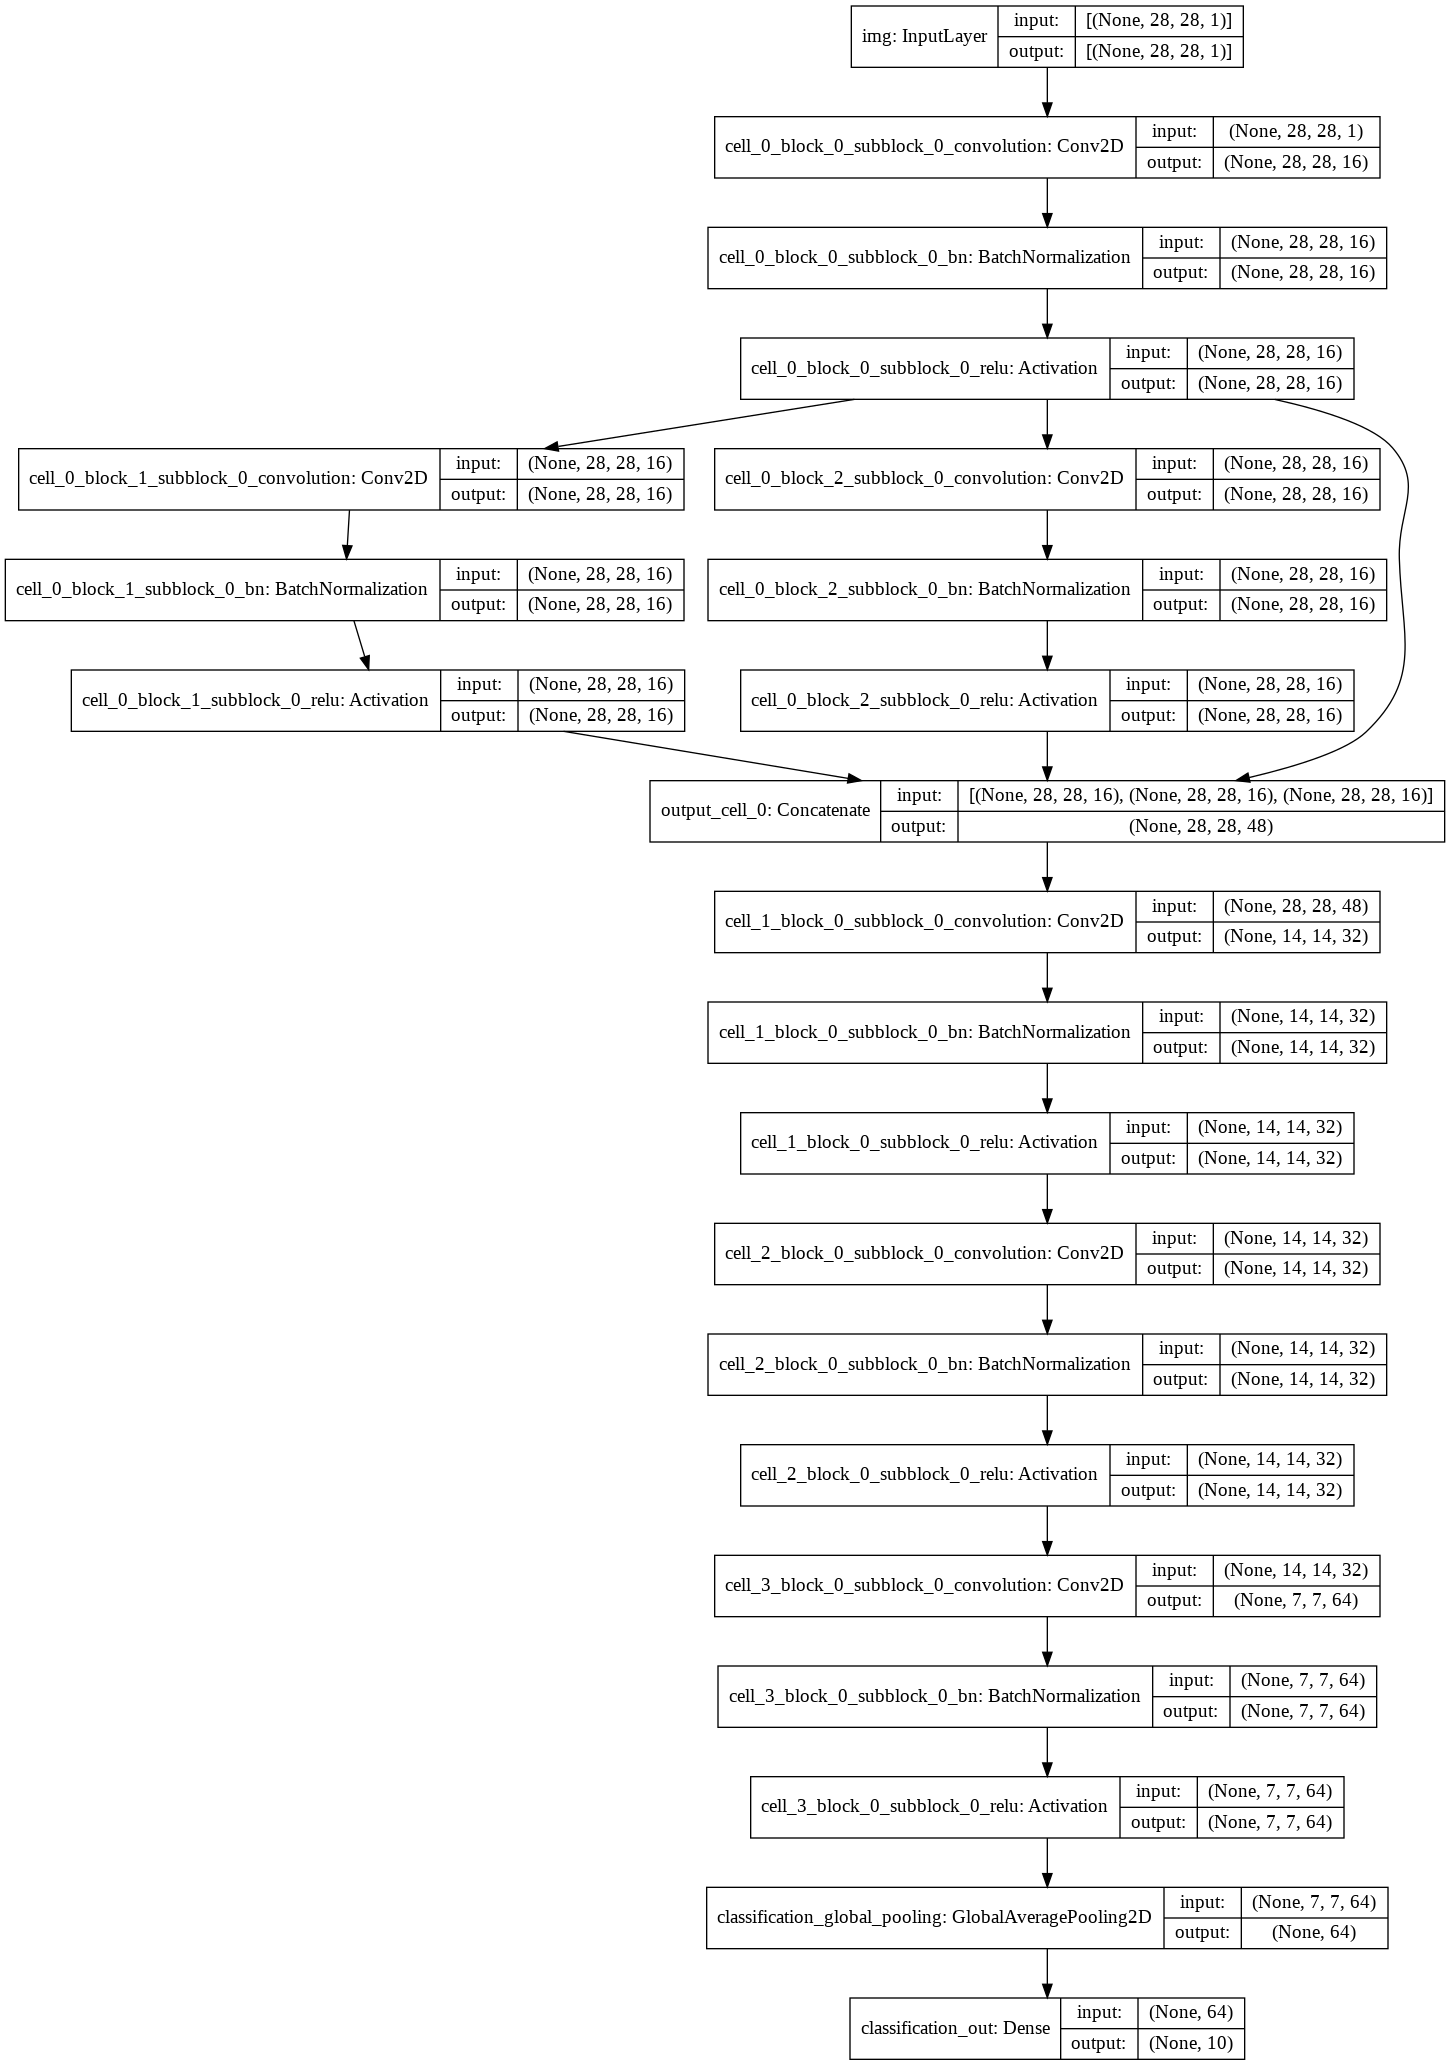 img: InputLayer
input: [(None, 28, 28, 1)]
output: [(None, 28, 28, 1)]
cell_0_block_0_subblock_0_convolution: Conv2D
input: (None, 28, 28, 1)
output: (None, 28, 28, 16)
cell_0_block_0_subblock_0_bn: BatchNormalization
input: (None, 28, 28, 16)
output: (None, 28, 28, 16)
cell_0_block_0_subblock_0_relu: Activation
input: (None, 28, 28, 16)
output: (None, 28, 28, 16)
cell_0_block_1_subblock_0_convolution: Conv2D
input: (None, 28, 28, 16)
output: (None, 28, 28, 16)
cell_0_block_2_subblock_0_convolution: Conv2D
input: (None, 28, 28, 16)
output: (None, 28, 28, 16)
cell_0_block_1_subblock_0_bn: BatchNormalization
input: (None, 28, 28, 16)
output: (None, 28, 28, 16)
cell_0_block_2_subblock_0_bn: BatchNormalization
input: (None, 28, 28, 16)
output: (None, 28, 28, 16)
cell_0_block_1_subblock_0_relu: Activation
input: (None, 28, 28, 16)
output: (None, 28, 28, 16)
cell_0_block_2_subblock_0_relu: Activation
input: (None, 28, 28, 16)
output: (None, 28, 28, 16)
output_cell_0: Concatenate
input: [(None, 28, 28, 16), (None, 28, 28, 16), (None, 28, 28, 16)]
output: (None, 28, 28, 48)
cell_1_block_0_subblock_0_convolution: Conv2D
input: (None, 28, 28, 48)
output: (None, 14, 14, 32)
cell_1_block_0_subblock_0_bn: BatchNormalization
input: (None, 14, 14, 32)
output: (None, 14, 14, 32)
cell_1_block_0_subblock_0_relu: Activation
input: (None, 14, 14, 32)
output: (None, 14, 14, 32)
cell_2_block_0_subblock_0_convolution: Conv2D
input: (None, 14, 14, 32)
output: (None, 14, 14, 32)
cell_2_block_0_subblock_0_bn: BatchNormalization
input: (None, 14, 14, 32)
output: (None, 14, 14, 32)
cell_2_block_0_subblock_0_relu: Activation
input: (None, 14, 14, 32)
output: (None, 14, 14, 32)
cell_3_block_0_subblock_0_convolution: Conv2D
input: (None, 14, 14, 32)
output: (None, 7, 7, 64)
cell_3_block_0_subblock_0_bn: BatchNormalization
input: (None, 7, 7, 64)
output: (None, 7, 7, 64)
cell_3_block_0_subblock_0_relu: Activation
input: (None, 7, 7, 64)
output: (None, 7, 7, 64)
classification_global_pooling: GlobalAveragePooling2D
input: (None, 7, 7, 64)
output: (None, 64)
classification_out: Dense
input: (None, 64)
output: (None, 10)